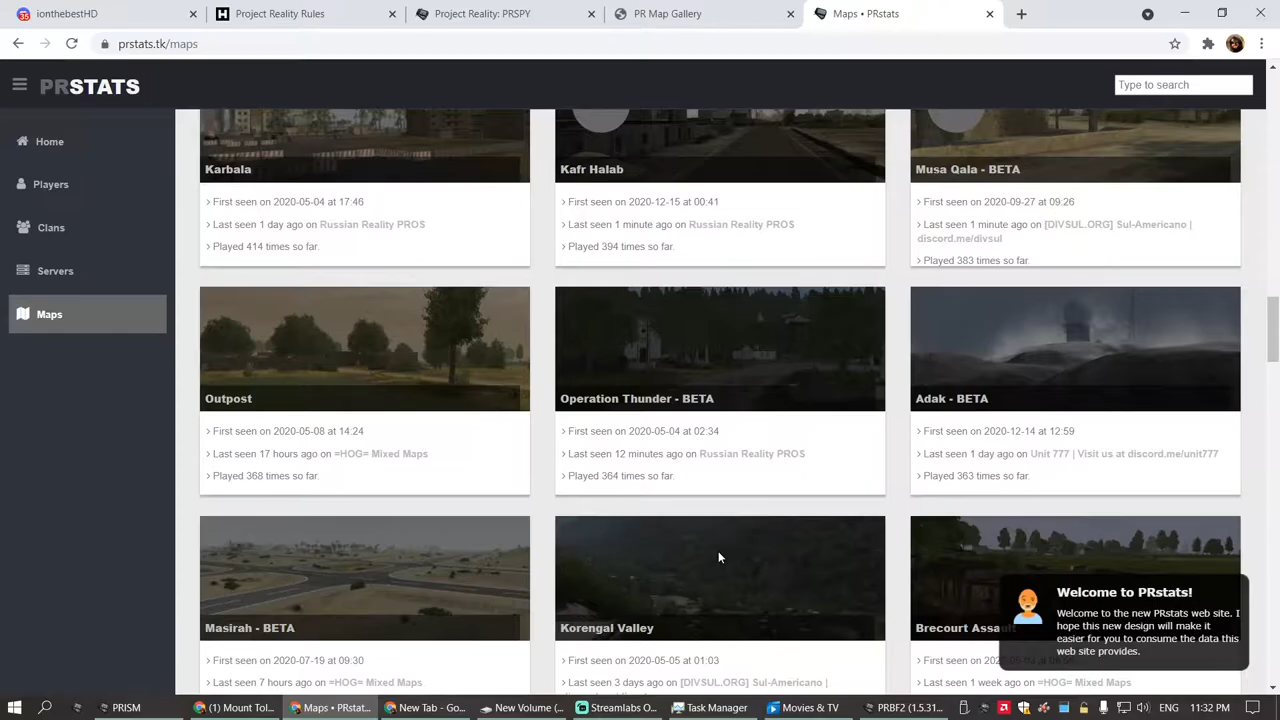 35 ionthebestHD
Project Reality Rules
Project Reality: PRSPY
PR Map Gallery
Maps • PRstats
prstats.tk/maps
PRSTATS
Type to search
Home
Players
Clans
Servers
Maps
Karbala
> First seen on 2020-05-04 at 17:46
> Last seen 1 day ago on Russian Reality PROS
> Played 414 times so far.
Kafr Halab
> First seen on 2020-12-15 at 00:41
> Last seen 1 minute ago on Russian Reality PROS
> Played 394 times so far.
Musa Qala - BETA
> First seen on 2020-09-27 at 09:26
> Last seen 1 minute ago on [DIVSUL.ORG] Sul-Americano |
discord.me/divsul
> Played 383 times so far.
Outpost
> First seen on 2020-05-08 at 14:24
> Last seen 17 hours ago on =HOG= Mixed Maps
> Played 368 times so far.
Operation Thunder - BETA
> First seen on 2020-05-04 at 02:34
> Last seen 12 minutes ago on Russian Reality PROS
> Played 364 times so far.
Adak - BETA
> First seen on 2020-12-14 at 12:59
> Last seen 1 day ago on Unit 777 | Visit us at discord.me/unit777
> Played 363 times so far.
Masirah - BETA
> First seen on 2020-07-19 at 09:30
> Last seen 7 hours ago on =HOG= Mixed Maps
Korengal Valley
> First seen on 2020-05-05 at 01:03
> Last seen 3 days ago on [DIVSUL.ORG] Sul-Americano |
Brecourt Assault
> First seen on
> Last seen 1 week ago on =HOG= Mixed Maps
Welcome to PRstats!
Welcome to the new PRstats web site. I
hope this new design will make it
easier for you to consume the data this
web site provides.
PRISM
(1) Mount Tol...
Maps • PRstat...
New Tab - Go...
New Volume (...
Streamlabs O...
Task Manager
Movies & TV
PRBF2 (1.5.31...
ENG
11:32 PM